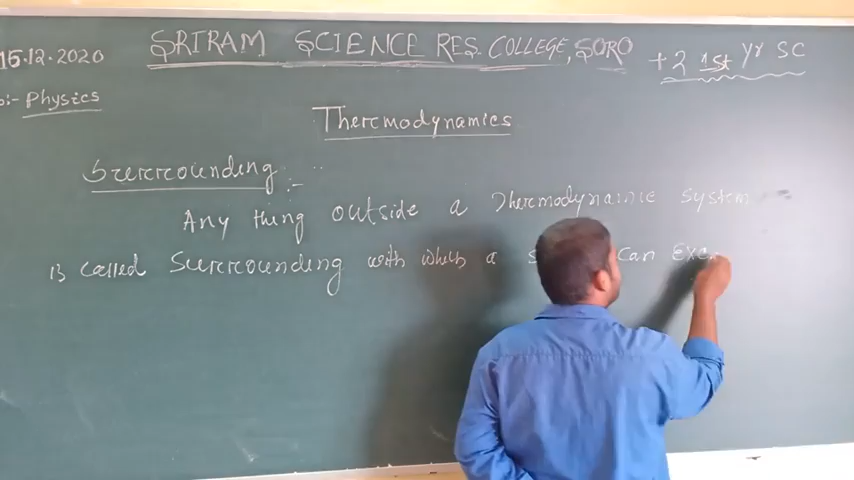 15.12.2020 SRIRAM SCIENCE RES. COLLEGE, SORO +2 1st yr SC
:- Physics
Thermodynamics
Surrounding :-
Any thing outside a Thermodynamic System
is called Surrounding with which a can Exc